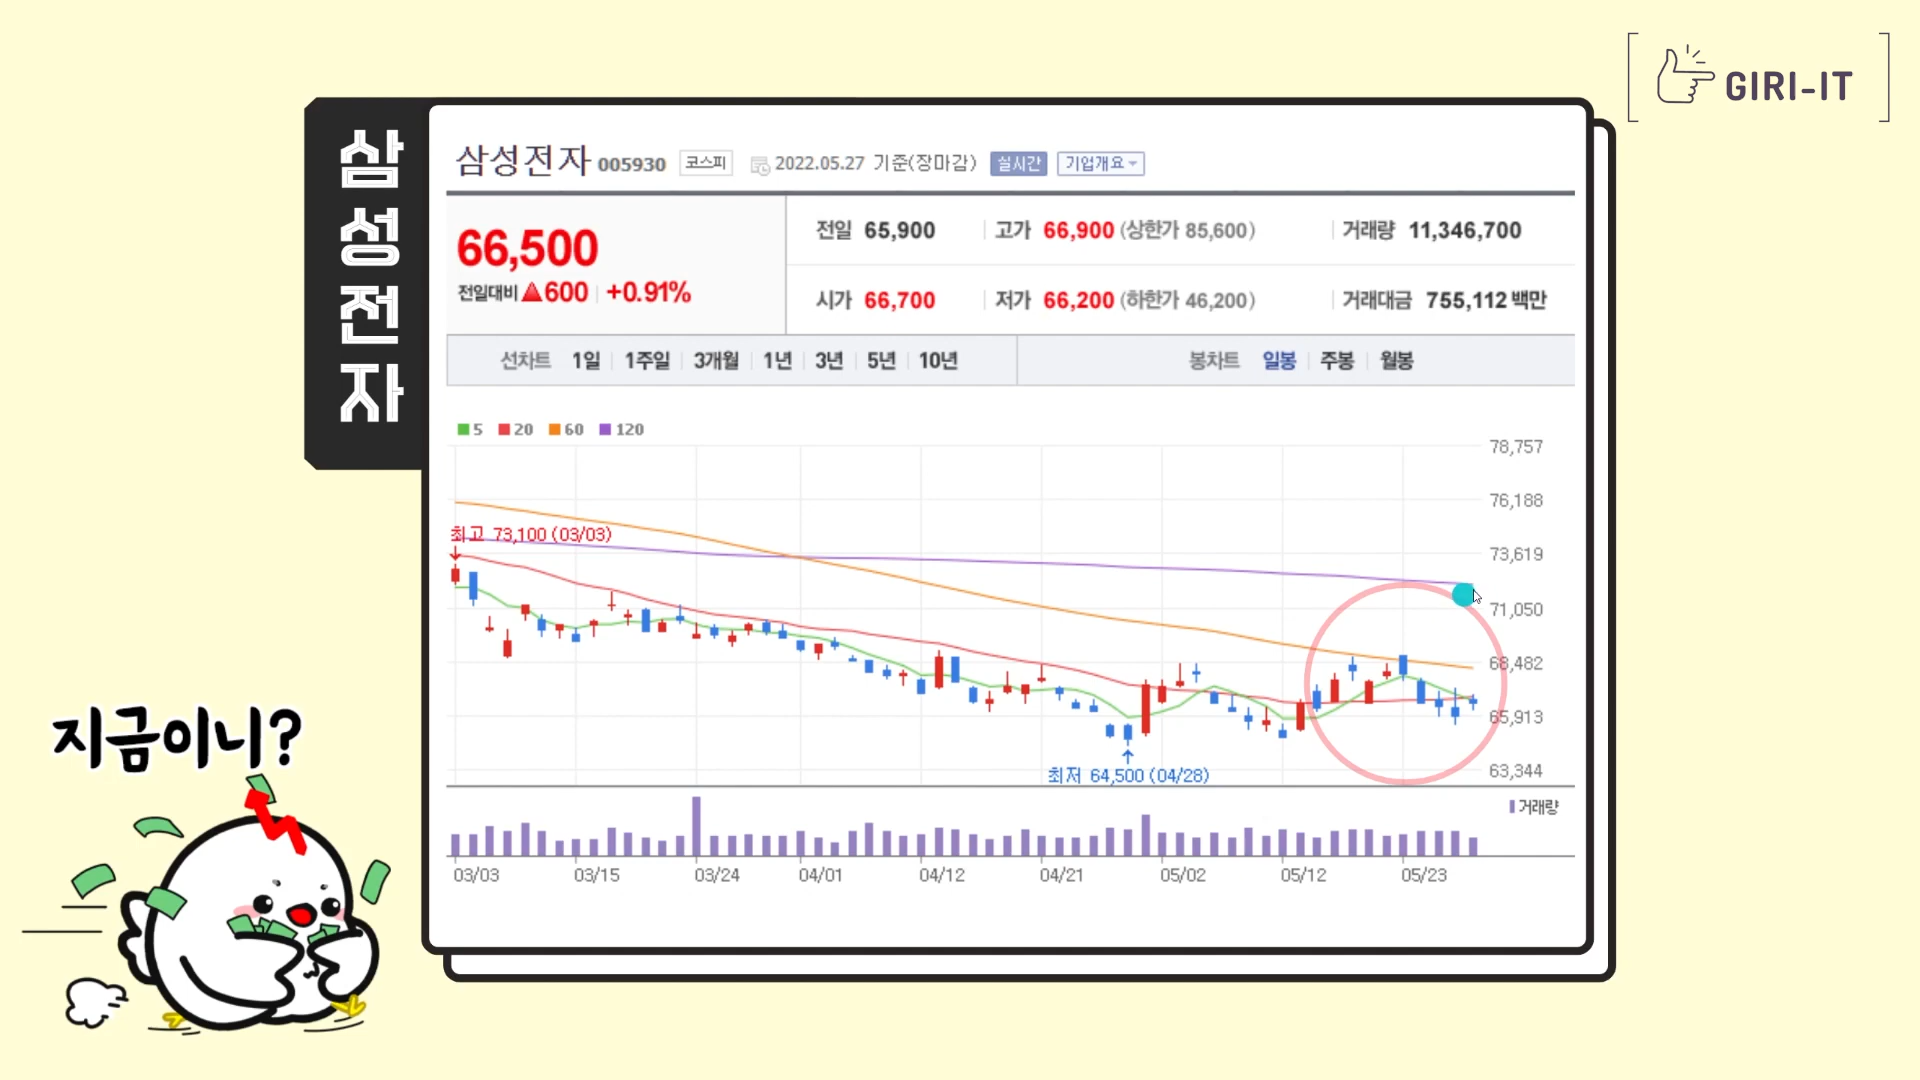 GIRI-IT
삼성전자
삼성전자 005930 코스피 2022.05.27 기준(장마감) 실시간 기업개요
66,500
전일대비 ▲600 +0.91%
전일 65,900 고가 66,900 (상한가 85,600) 거래량 11,346,700
시가 66,700 저가 66,200 (하한가 46,200) 거래대금 755,112 백만
선차트 1일 1주일 3개월 1년 3년 5년 10년 봉차트 일봉 주봉 월봉
5 20 60 120
78,757
76,188
최고 73,100 (03/03)
73,619
71,050
68,482
65,913
63,344
최저 64,500 (04/28)
거래량
03/03 03/15 03/24 04/01 04/12 04/21 05/02 05/12 05/23
지금이니?